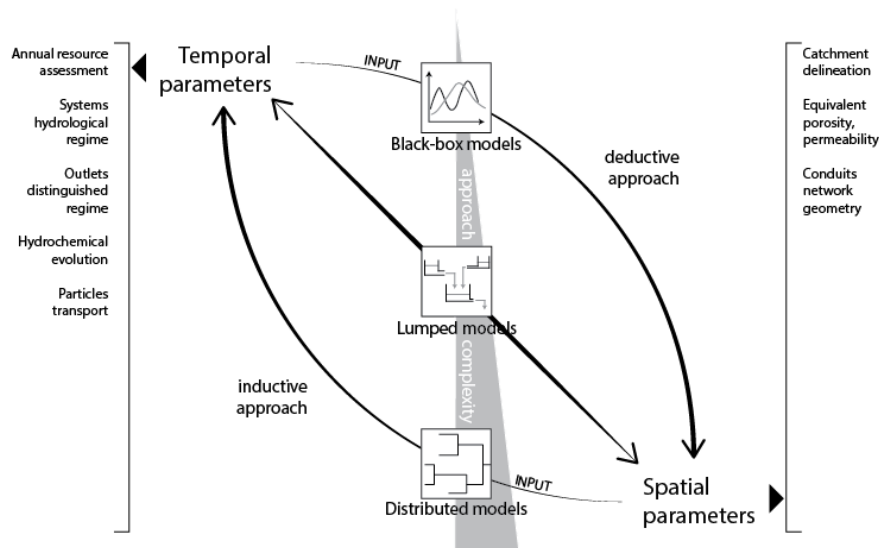 Annual resource
assessment
Systems
hydrological
regime
Outlets
distinguished
regime
Hydrochemical
evolution
Particles
transport
Temporal
parameters
INPUT
Black-box models
approach
deductive
approach
Lumped models
complexity
inductive
approach
Distributed models
INPUT
Spatial
parameters
Catchment
delineation
Equivalent
porosity,
permeability
Conduits
network
geometry